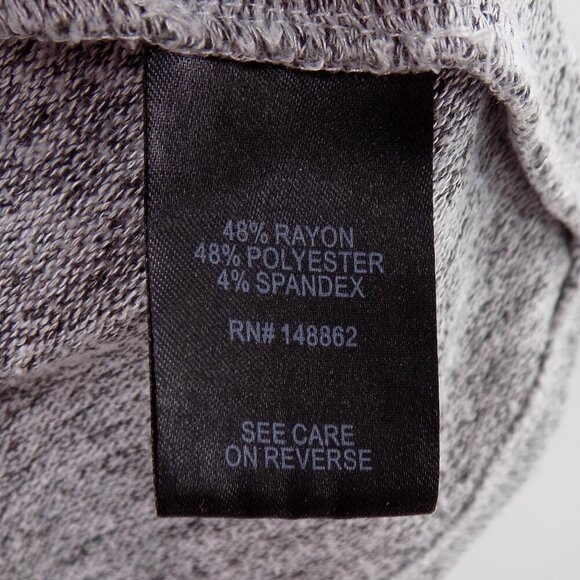 48% RAYON
48% POLYESTER
4% SPANDEX
RN# 148862
SEE CARE
ON REVERSE